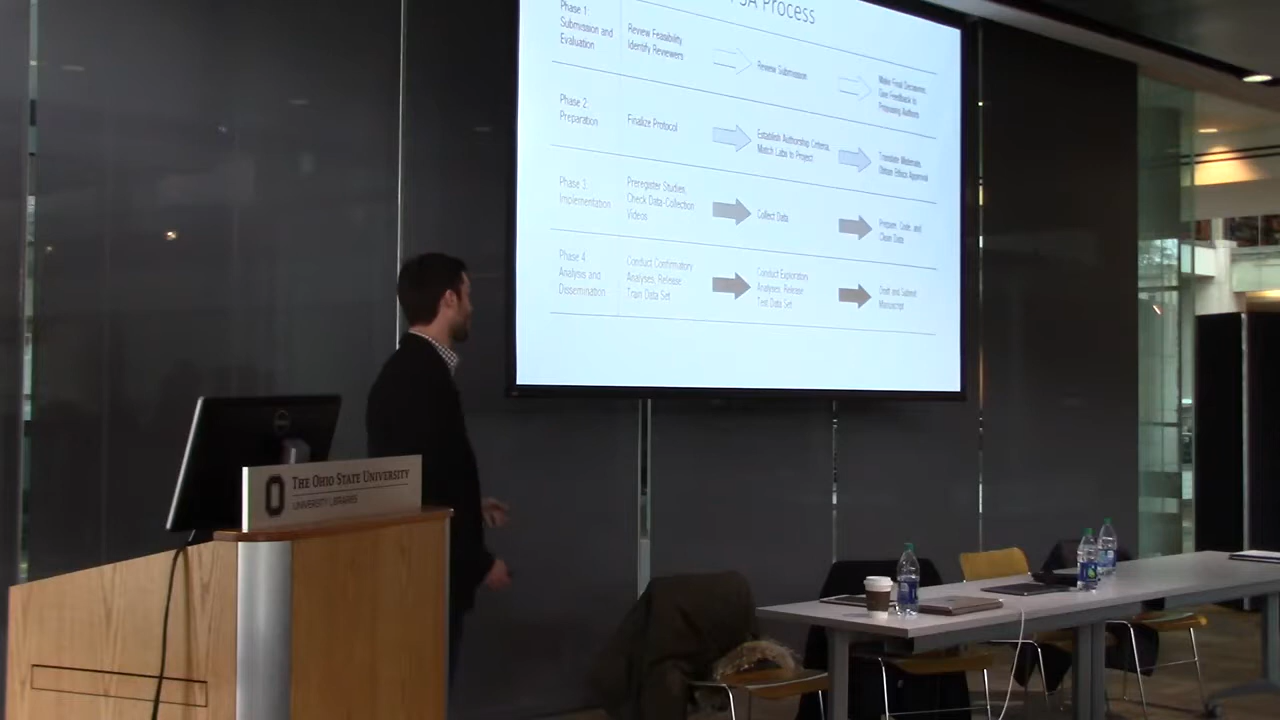 PSA Process
Phase 1:
Submission and
Evaluation
Review Feasibility
Identify Reviewers
Review Submission
Make Final Decisions,
Give Feedback to
Proposing Authors
Phase 2:
Preparation
Finalize Protocol
Establish Authorship Criteria,
Match Labs to Project
Translate Materials,
Obtain Ethics Approval
Phase 3:
Implementation
Preregister Studies,
Check Data-Collection
Videos
Collect Data
Prepare, Code, and
Clean Data
Phase 4:
Analysis and
Dissemination
Conduct Confirmatory
Analyses, Release
Train Data Set
Conduct Exploratory
Analyses, Release
Test Data Set
Draft and Submit
Manuscript
THE OHIO STATE UNIVERSITY
UNIVERSITY LIBRARIES
DELL